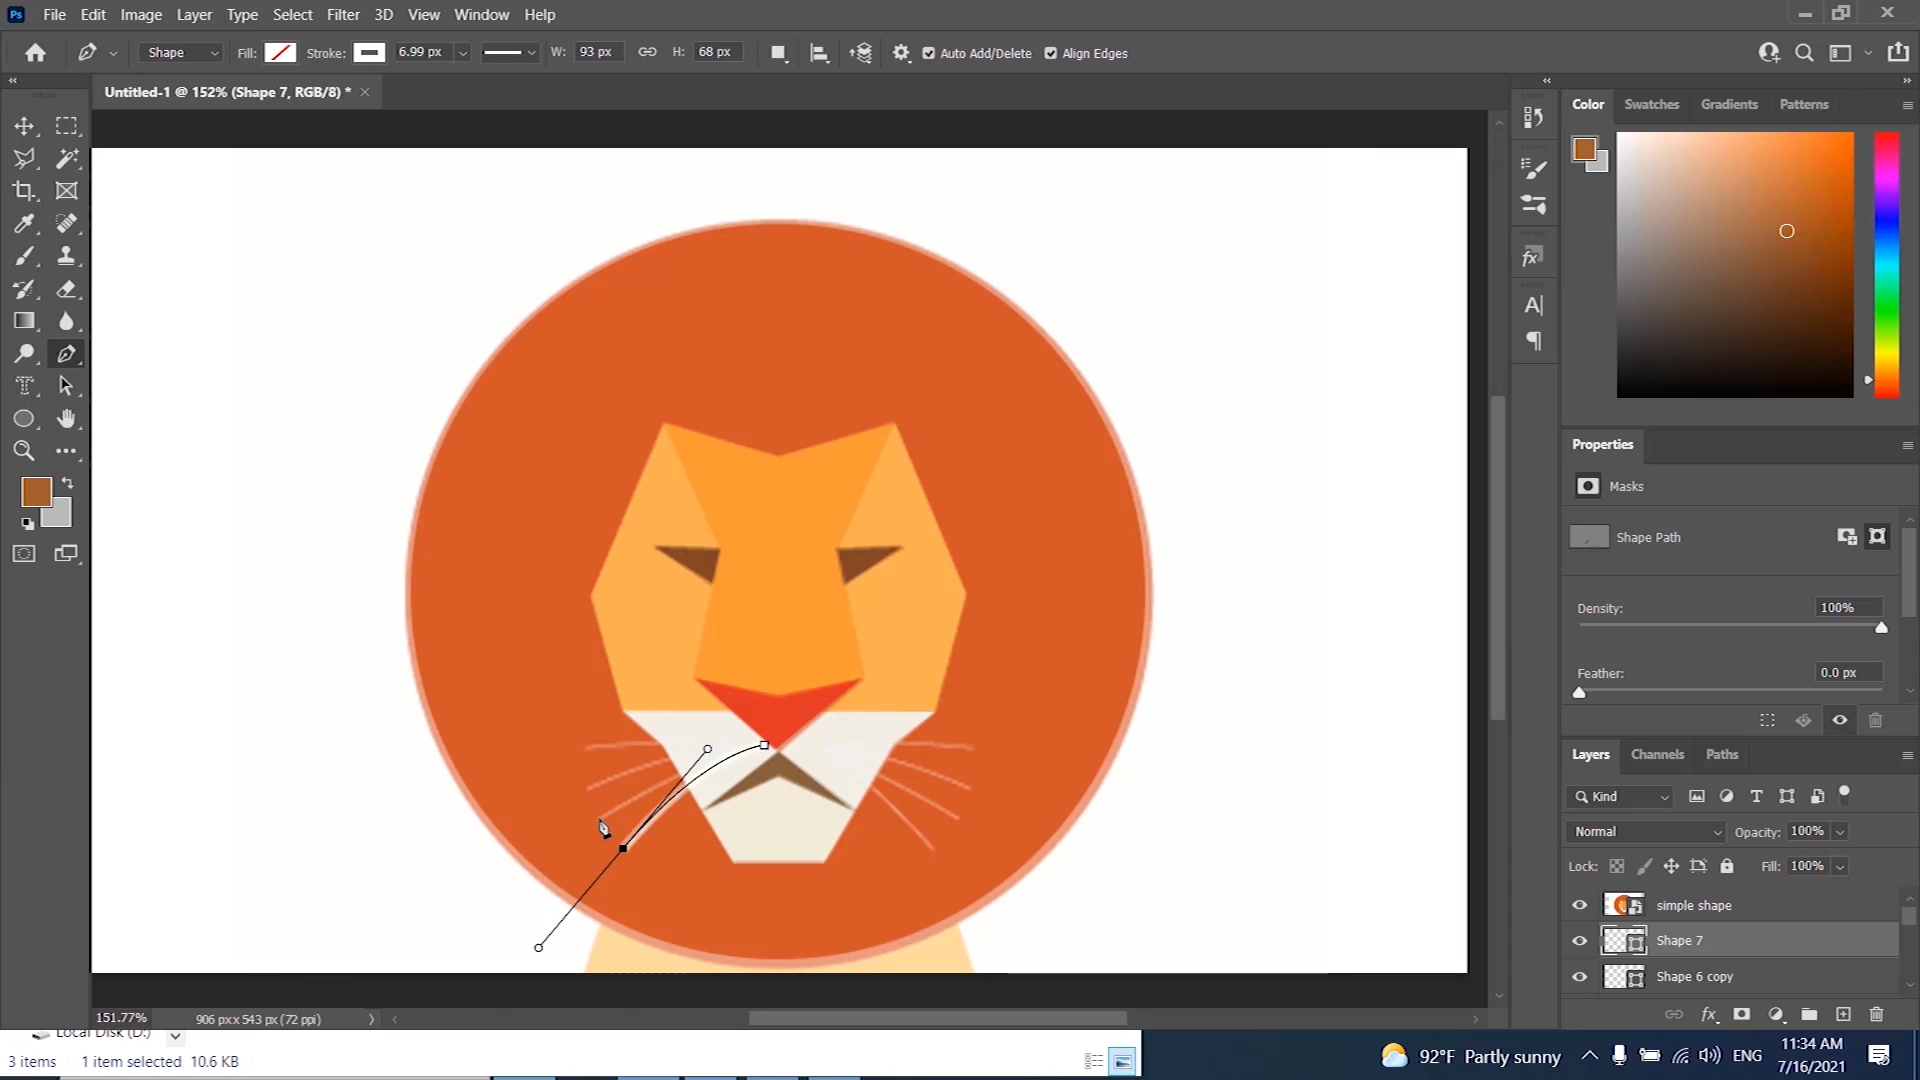 Ps File Edit Image Layer Type Select Filter 3D View Window Help
Shape Fill: Stroke: 6.99 px W: 93 px H: 68 px Auto Add/Delete Align Edges
Untitled-1 @ 152% (Shape 7, RGB/8) *
Color Swatches Gradients Patterns
Properties
Masks
Shape Path
Density: 100%
Feather: 0.0 px
Layers Channels Paths
Kind
Normal Opacity: 100%
Lock: Fill: 100%
simple shape
Shape 7
Shape 6 copy
151.77% 906 px x 543 px (72 ppi)
Local Disk (D:)
3 items 1 item selected 10.6 KB
92°F Partly sunny ENG 11:34 AM
7/16/2021